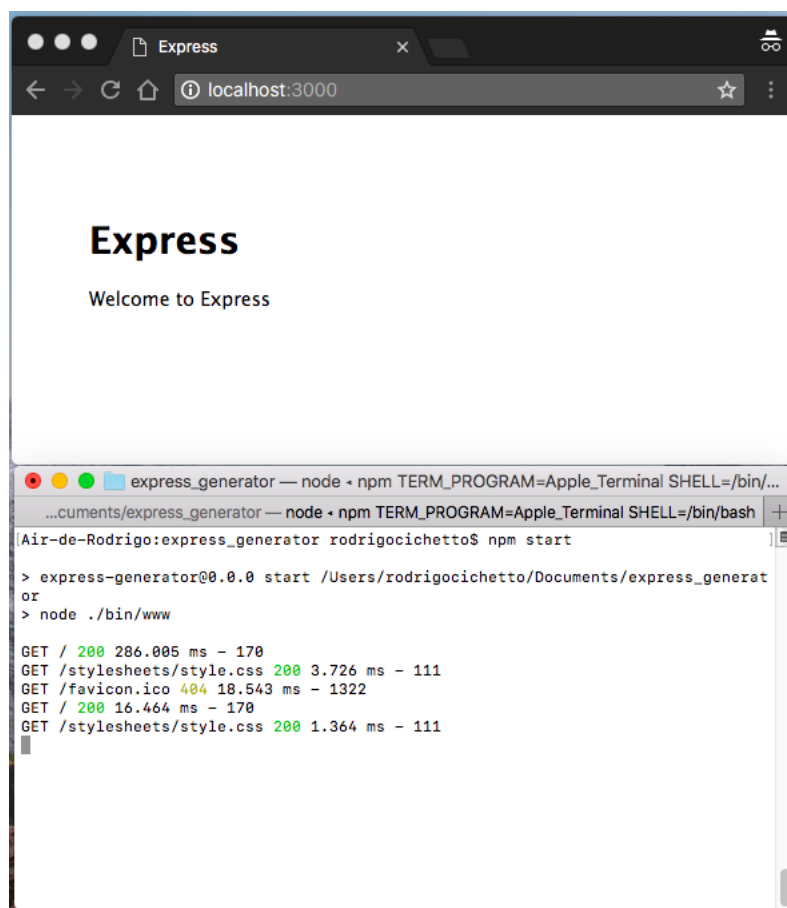 Express
localhost:3000
Express
Welcome to Express
express_generator — node ◂ npm TERM_PROGRAM=Apple_Terminal SHELL=/bin/...
...cuments/express_generator — node ◂ npm TERM_PROGRAM=Apple_Terminal SHELL=/bin/bash
[Air-de-Rodrigo:express_generator rodrigocichetto$ npm start ]
> express-generator@0.0.0 start /Users/rodrigocichetto/Documents/express_generat
or
> node ./bin/www
GET / 200 286.005 ms - 170
GET /stylesheets/style.css 200 3.726 ms - 111
GET /favicon.ico 404 18.543 ms - 1322
GET / 200 16.464 ms - 170
GET /stylesheets/style.css 200 1.364 ms - 111